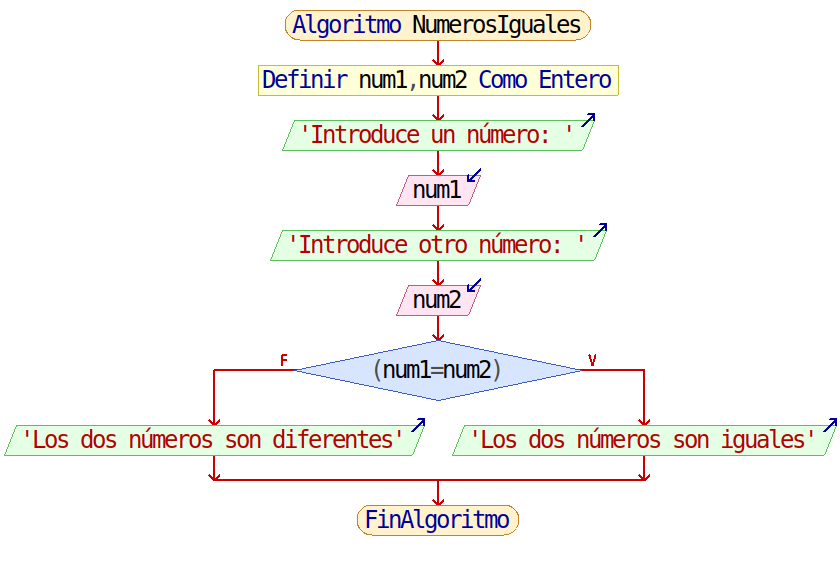 Algoritmo NumerosIguales
Definir num1,num2 Como Entero
'Introduce un número: '
num1
'Introduce otro número: '
num2
F
(num1=num2)
V
'Los dos números son diferentes'
'Los dos números son iguales'
FinAlgoritmo